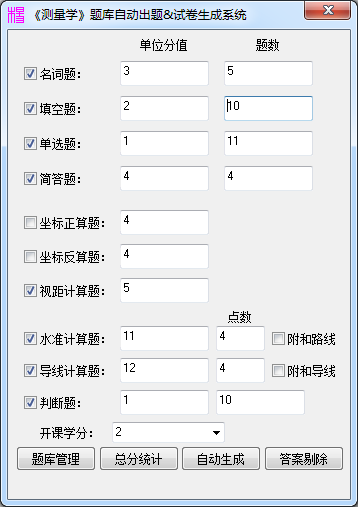 《测量学》题库自动出题&试卷生成系统
单位分值 题数
名词题： 3 5
填空题： 2 10
单选题： 1 11
简答题： 4 4
坐标正算题： 4
坐标反算题： 4
视距计算题： 5
点数
水准计算题： 11 4 附和路线
导线计算题： 12 4 附和导线
判断题： 1 10
开课学分： 2
题库管理 总分统计 自动生成 答案剔除